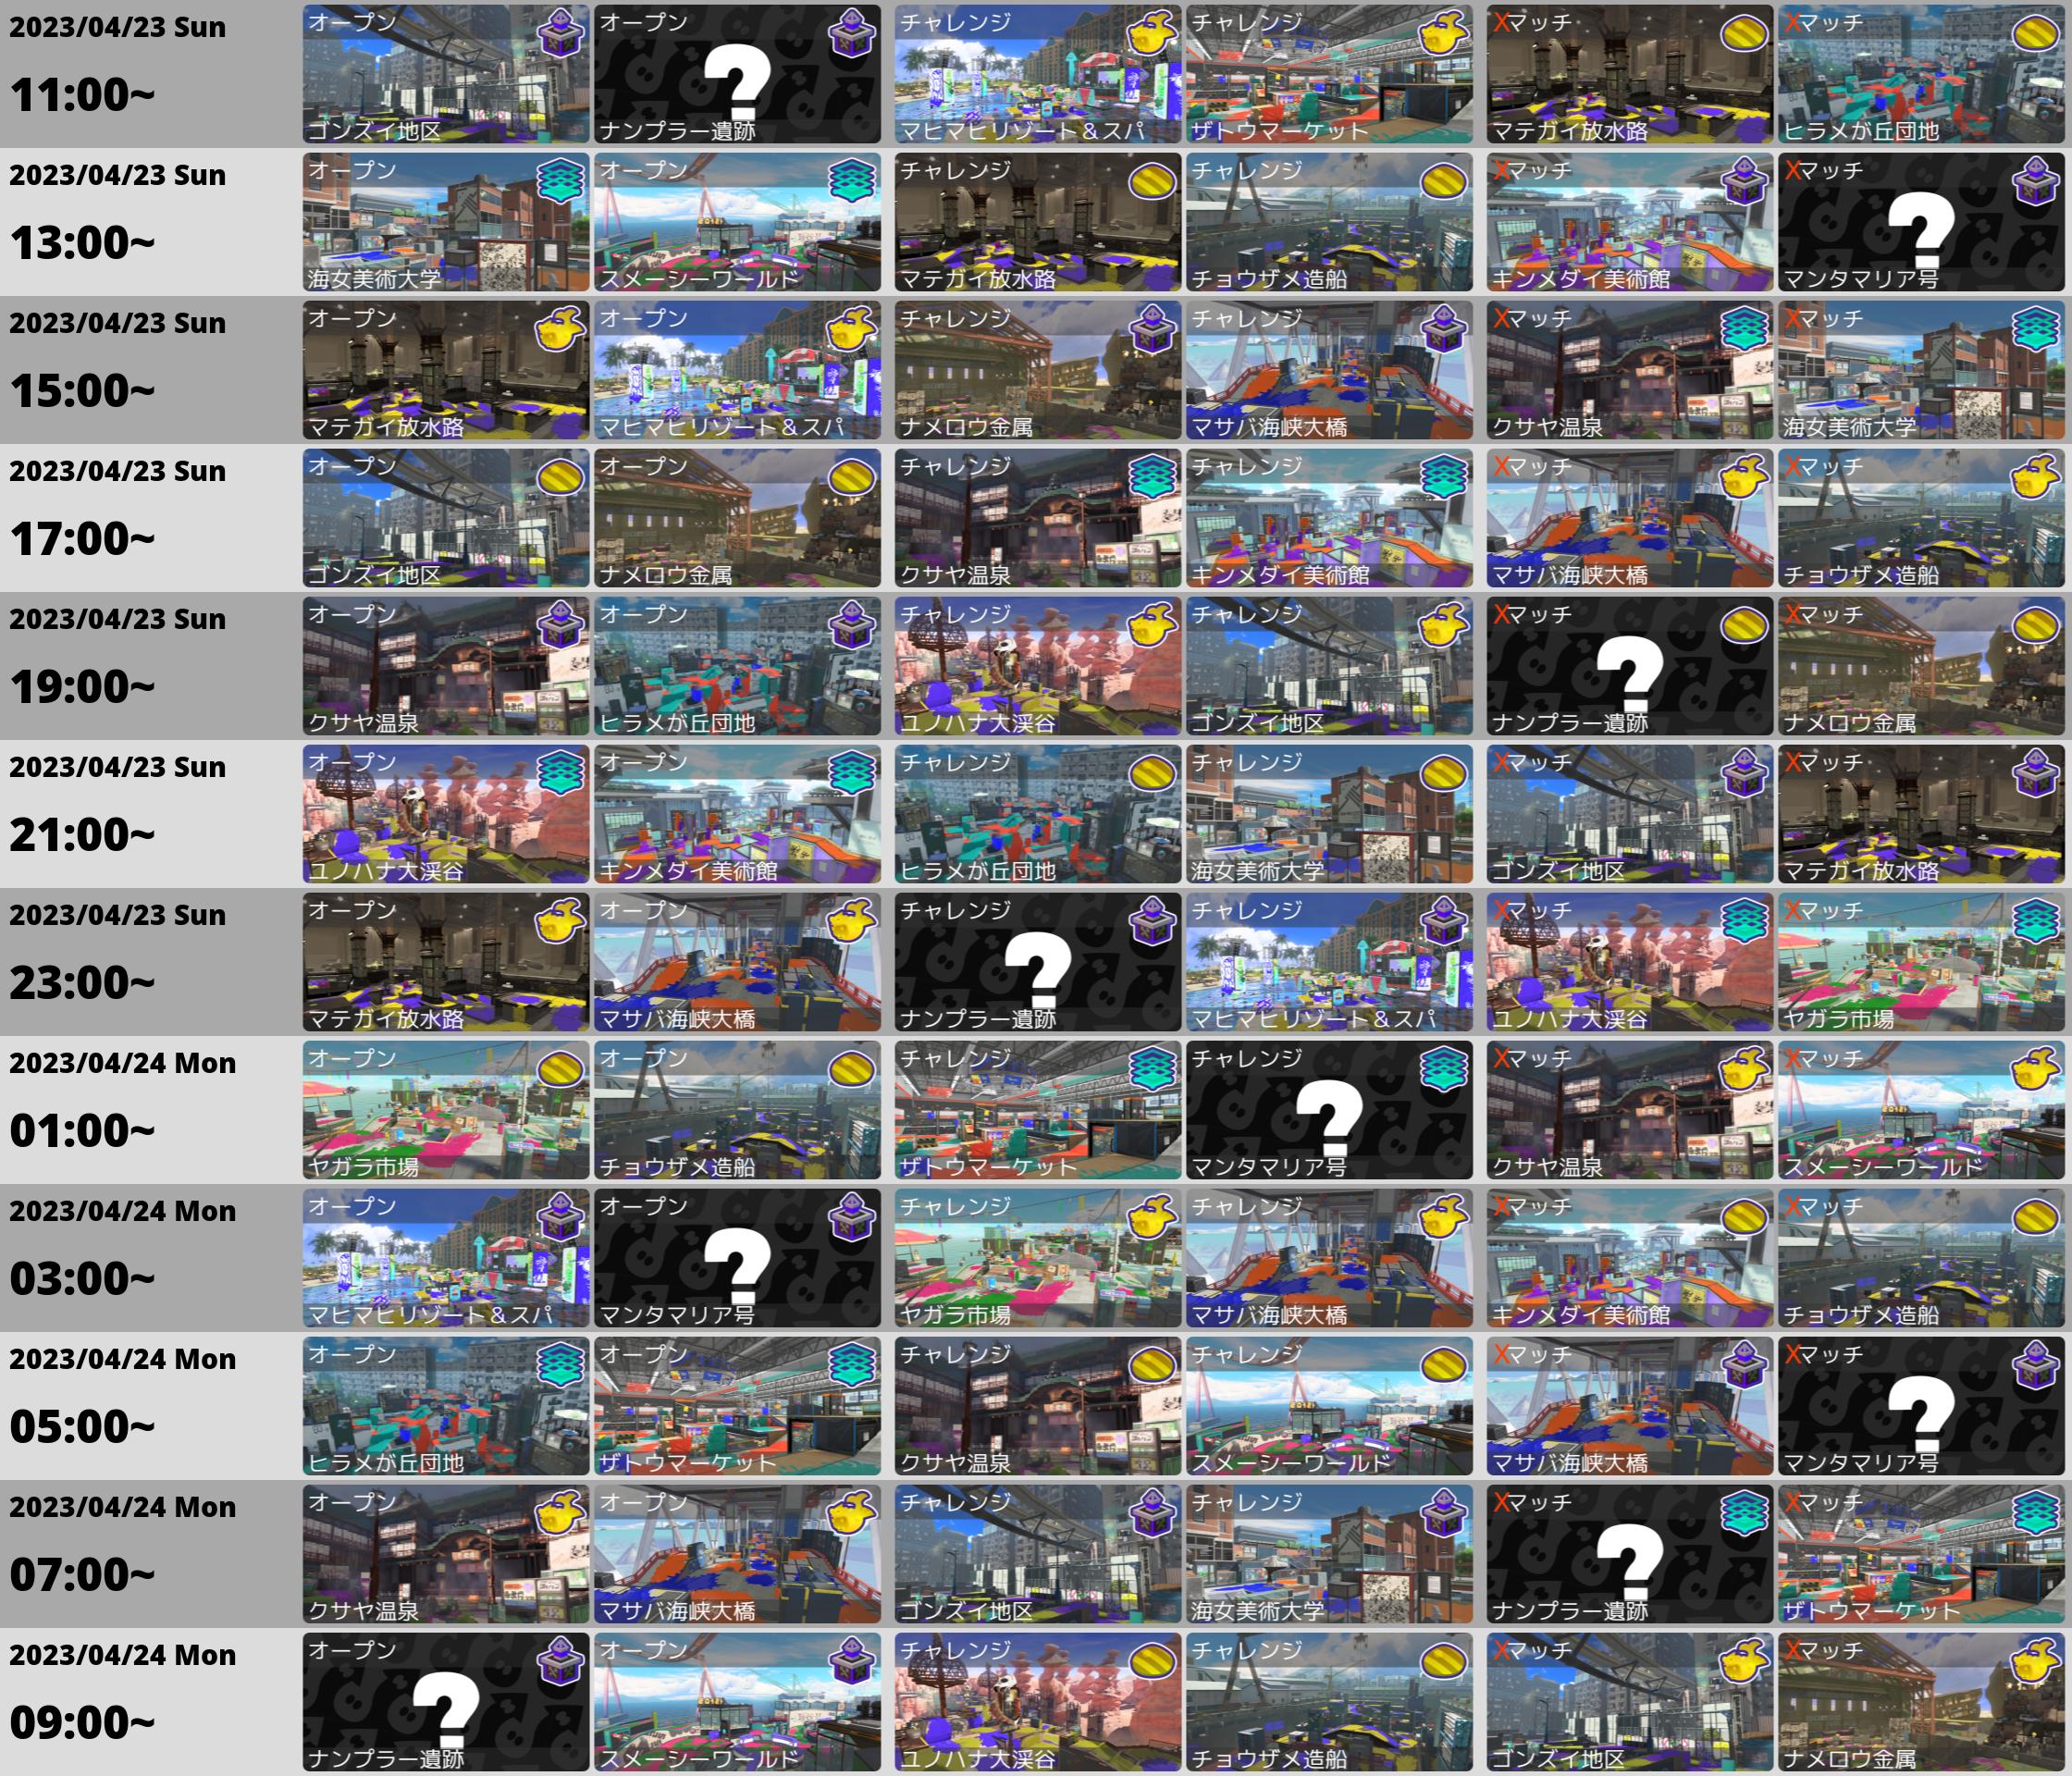 2023/04/23 Sun
11:00~
オープン オープン チャレンジ チャレンジ Xマッチ Xマッチ
ゴンズイ地区 ナンプラー遺跡 マヒマヒリゾート&スパ ザトウマーケット マテガイ放水路 ヒラメが丘団地
2023/04/23 Sun
13:00~
オープン オープン チャレンジ チャレンジ Xマッチ Xマッチ
海女美術大学 スメーシーワールド マテガイ放水路 チョウザメ造船 キンメダイ美術館 マンタマリア号
2023/04/23 Sun
15:00~
オープン オープン チャレンジ チャレンジ Xマッチ Xマッチ
マテガイ放水路 マヒマヒリゾート&スパ ナメロウ金属 マサバ海峡大橋 クサヤ温泉 海女美術大学
2023/04/23 Sun
17:00~
オープン オープン チャレンジ チャレンジ Xマッチ Xマッチ
ゴンズイ地区 ナメロウ金属 クサヤ温泉 キンメダイ美術館 マサバ海峡大橋 チョウザメ造船
2023/04/23 Sun
19:00~
オープン オープン チャレンジ チャレンジ Xマッチ Xマッチ
クサヤ温泉 ヒラメが丘団地 ユノハナ大渓谷 ゴンズイ地区 ナンプラー遺跡 ナメロウ金属
2023/04/23 Sun
21:00~
オープン オープン チャレンジ チャレンジ Xマッチ Xマッチ
ユノハナ大渓谷 キンメダイ美術館 ヒラメが丘団地 海女美術大学 ゴンズイ地区 マテガイ放水路
2023/04/23 Sun
23:00~
オープン オープン チャレンジ チャレンジ Xマッチ Xマッチ
マテガイ放水路 マサバ海峡大橋 ナンプラー遺跡 マヒマヒリゾート&スパ ユノハナ大渓谷 ヤガラ市場
2023/04/24 Mon
01:00~
オープン オープン チャレンジ チャレンジ Xマッチ Xマッチ
ヤガラ市場 チョウザメ造船 ザトウマーケット マンタマリア号 クサヤ温泉 スメーシーワールド
2023/04/24 Mon
03:00~
オープン オープン チャレンジ チャレンジ Xマッチ Xマッチ
マヒマヒリゾート&スパ マンタマリア号 ヤガラ市場 マサバ海峡大橋 キンメダイ美術館 チョウザメ造船
2023/04/24 Mon
05:00~
オープン オープン チャレンジ チャレンジ Xマッチ Xマッチ
ヒラメが丘団地 ザトウマーケット クサヤ温泉 スメーシーワールド マサバ海峡大橋 マンタマリア号
2023/04/24 Mon
07:00~
オープン オープン チャレンジ チャレンジ Xマッチ Xマッチ
クサヤ温泉 マサバ海峡大橋 ゴンズイ地区 海女美術大学 ナンプラー遺跡 ザトウマーケット
2023/04/24 Mon
09:00~
オープン オープン チャレンジ チャレンジ Xマッチ Xマッチ
ナンプラー遺跡 スメーシーワールド ユノハナ大渓谷 チョウザメ造船 ゴンズイ地区 ナメロウ金属